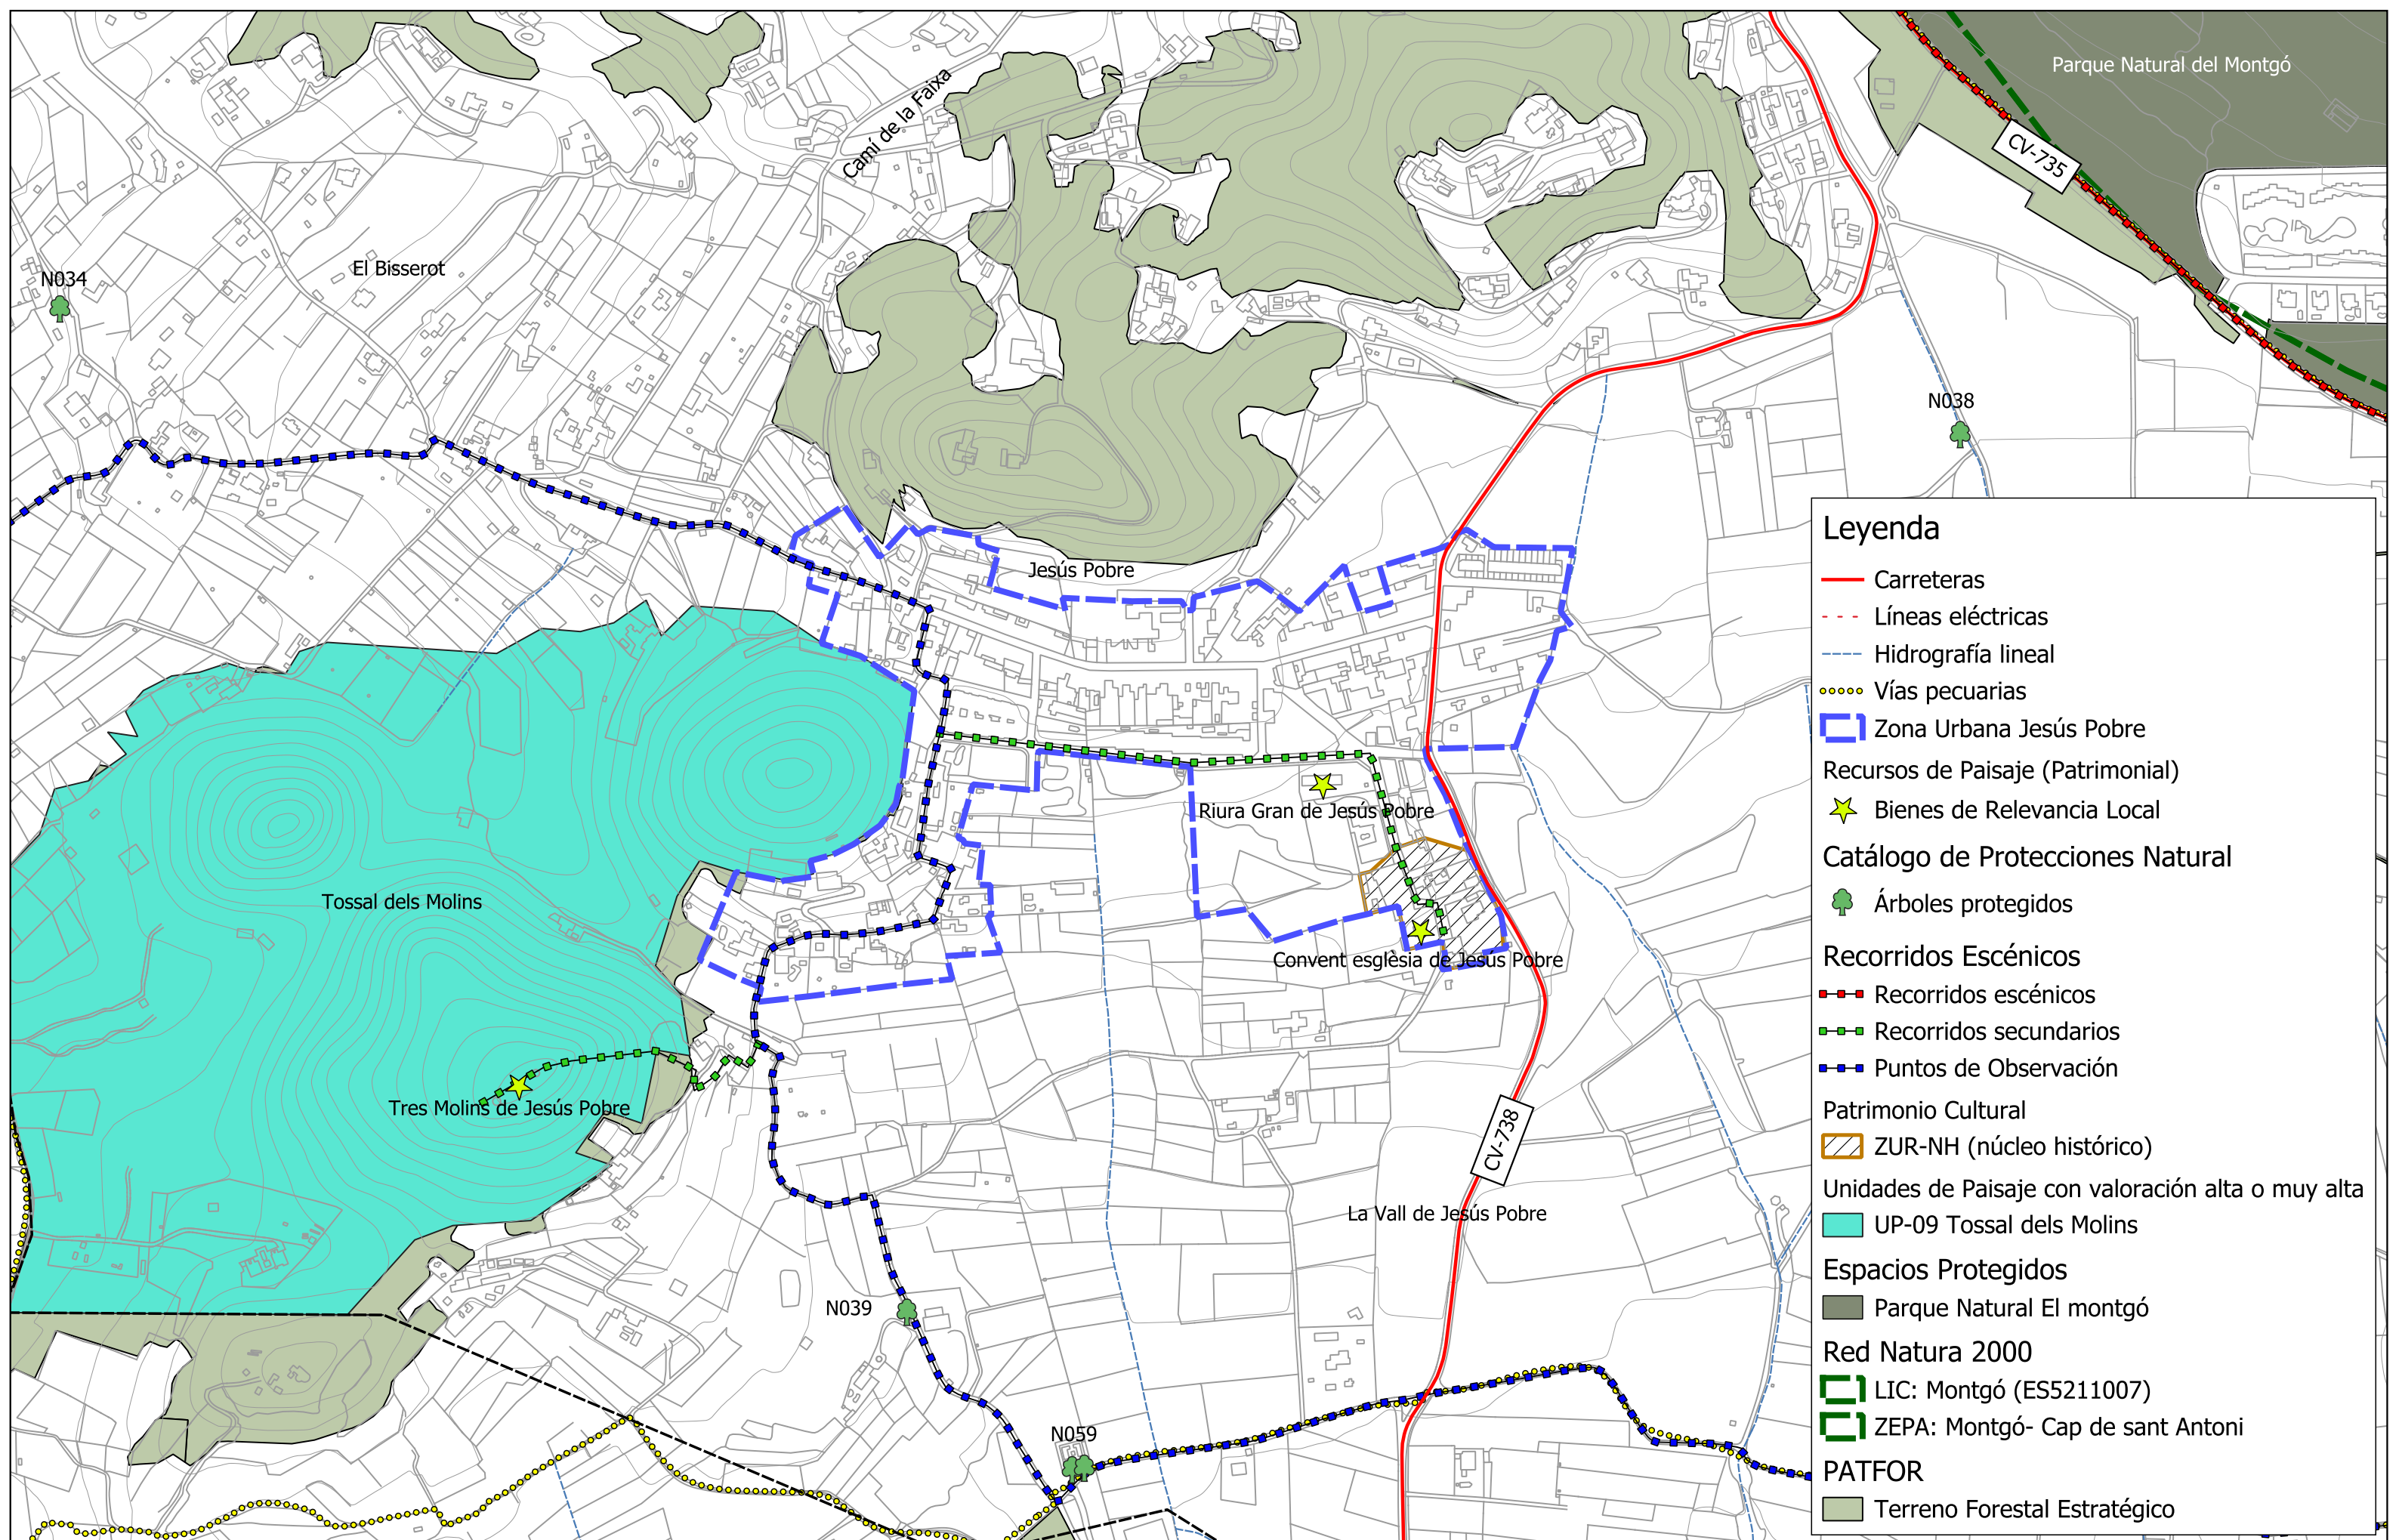 Parque Natural del Montgó
Camí de la Faixa
CV-735
El Bisserot
N034
N038
Jesús Pobre
Riura Gran de Jesús Pobre
Tossal dels Molins
Convent esglèsia de Jesús Pobre
Tres Molins de Jesús Pobre
CV-738
La Vall de Jesús Pobre
N039
N059
Leyenda
Carreteras
Líneas eléctricas
Hidrografía lineal
Vías pecuarias
Zona Urbana Jesús Pobre
Recursos de Paisaje (Patrimonial)
Bienes de Relevancia Local
Catálogo de Protecciones Natural
Árboles protegidos
Recorridos Escénicos
Recorridos escénicos
Recorridos secundarios
Puntos de Observación
Patrimonio Cultural
ZUR-NH (núcleo histórico)
Unidades de Paisaje con valoración alta o muy alta
UP-09 Tossal dels Molins
Espacios Protegidos
Parque Natural El montgó
Red Natura 2000
LIC: Montgó (ES5211007)
ZEPA: Montgó- Cap de sant Antoni
PATFOR
Terreno Forestal Estratégico